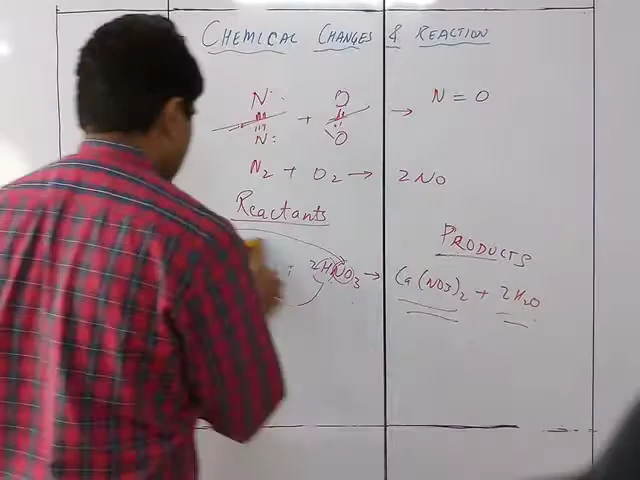 CHEMICAL CHANGES & REACTION
N O → N = O
+
N: O
N2 + O2 → 2NO
Reactants
PRODUCTS
2HNO3 → Ca(NO3)2 + 2H2O